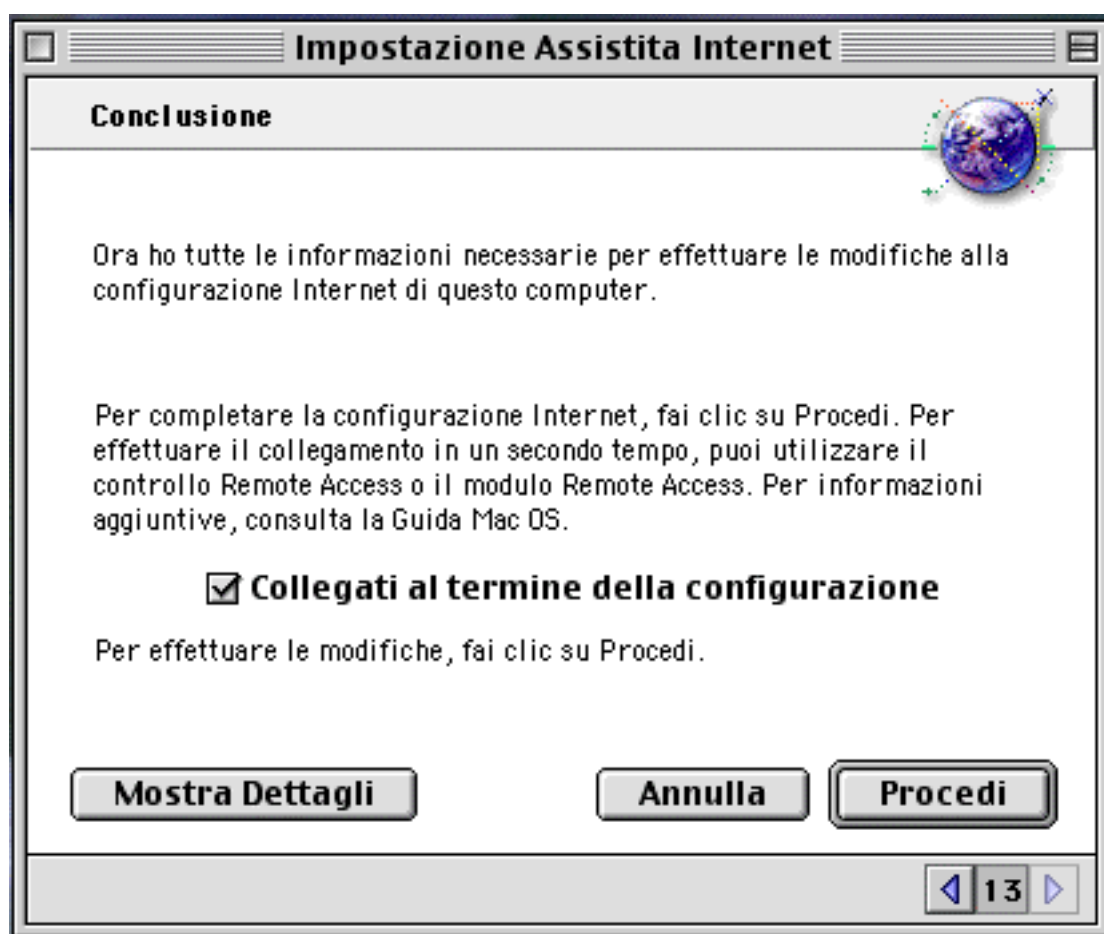 Impostazione Assistita Internet
Conclusione
Ora ho tutte le informazioni necessarie per effettuare le modifiche alla
configurazione Internet di questo computer.
Per completare la configurazione Internet, fai clic su Procedi. Per
effettuare il collegamento in un secondo tempo, puoi utilizzare il
controllo Remote Access o il modulo Remote Access. Per informazioni
aggiuntive, consulta la Guida Mac OS.
Collegati al termine della configurazione
Per effettuare le modifiche, fai clic su Procedi.
Mostra Dettagli
Annulla
Procedi
13